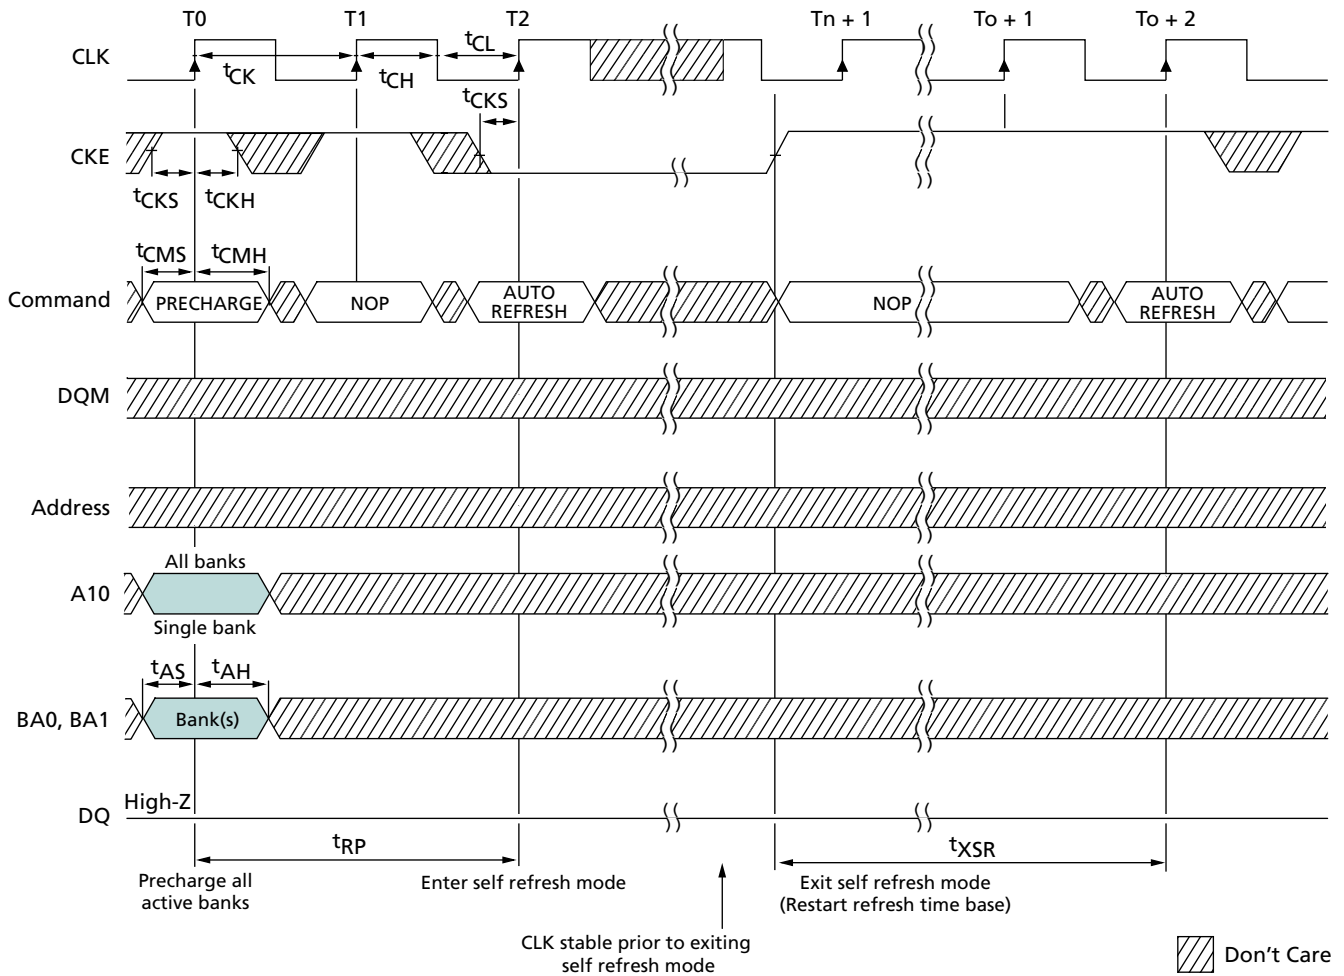 T0 T1 T2 Tn + 1 To + 1 To + 2
CLK
tCK tCH tCL
tCKS
CKE
tCKS tCKH
tCMS tCMH
Command PRECHARGE NOP AUTO REFRESH NOP AUTO REFRESH
DQM
Address
All banks
A10
Single bank
tAS tAH
BA0, BA1 Bank(s)
High-Z
DQ
tRP tXSR
Precharge all
active banks
Enter self refresh mode
Exit self refresh mode
(Restart refresh time base)
CLK stable prior to exiting
self refresh mode
Don't Care